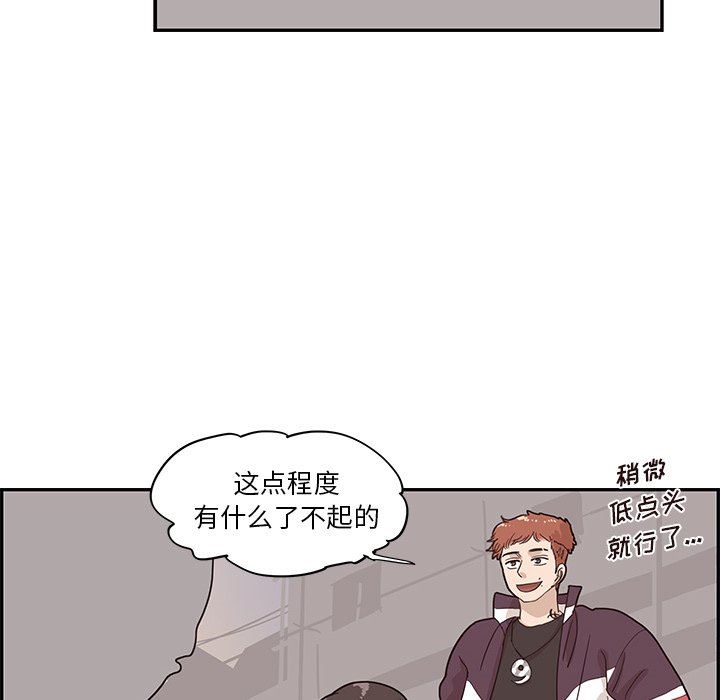 这点程度
有什么了不起的
稍微
低点头
就行了...